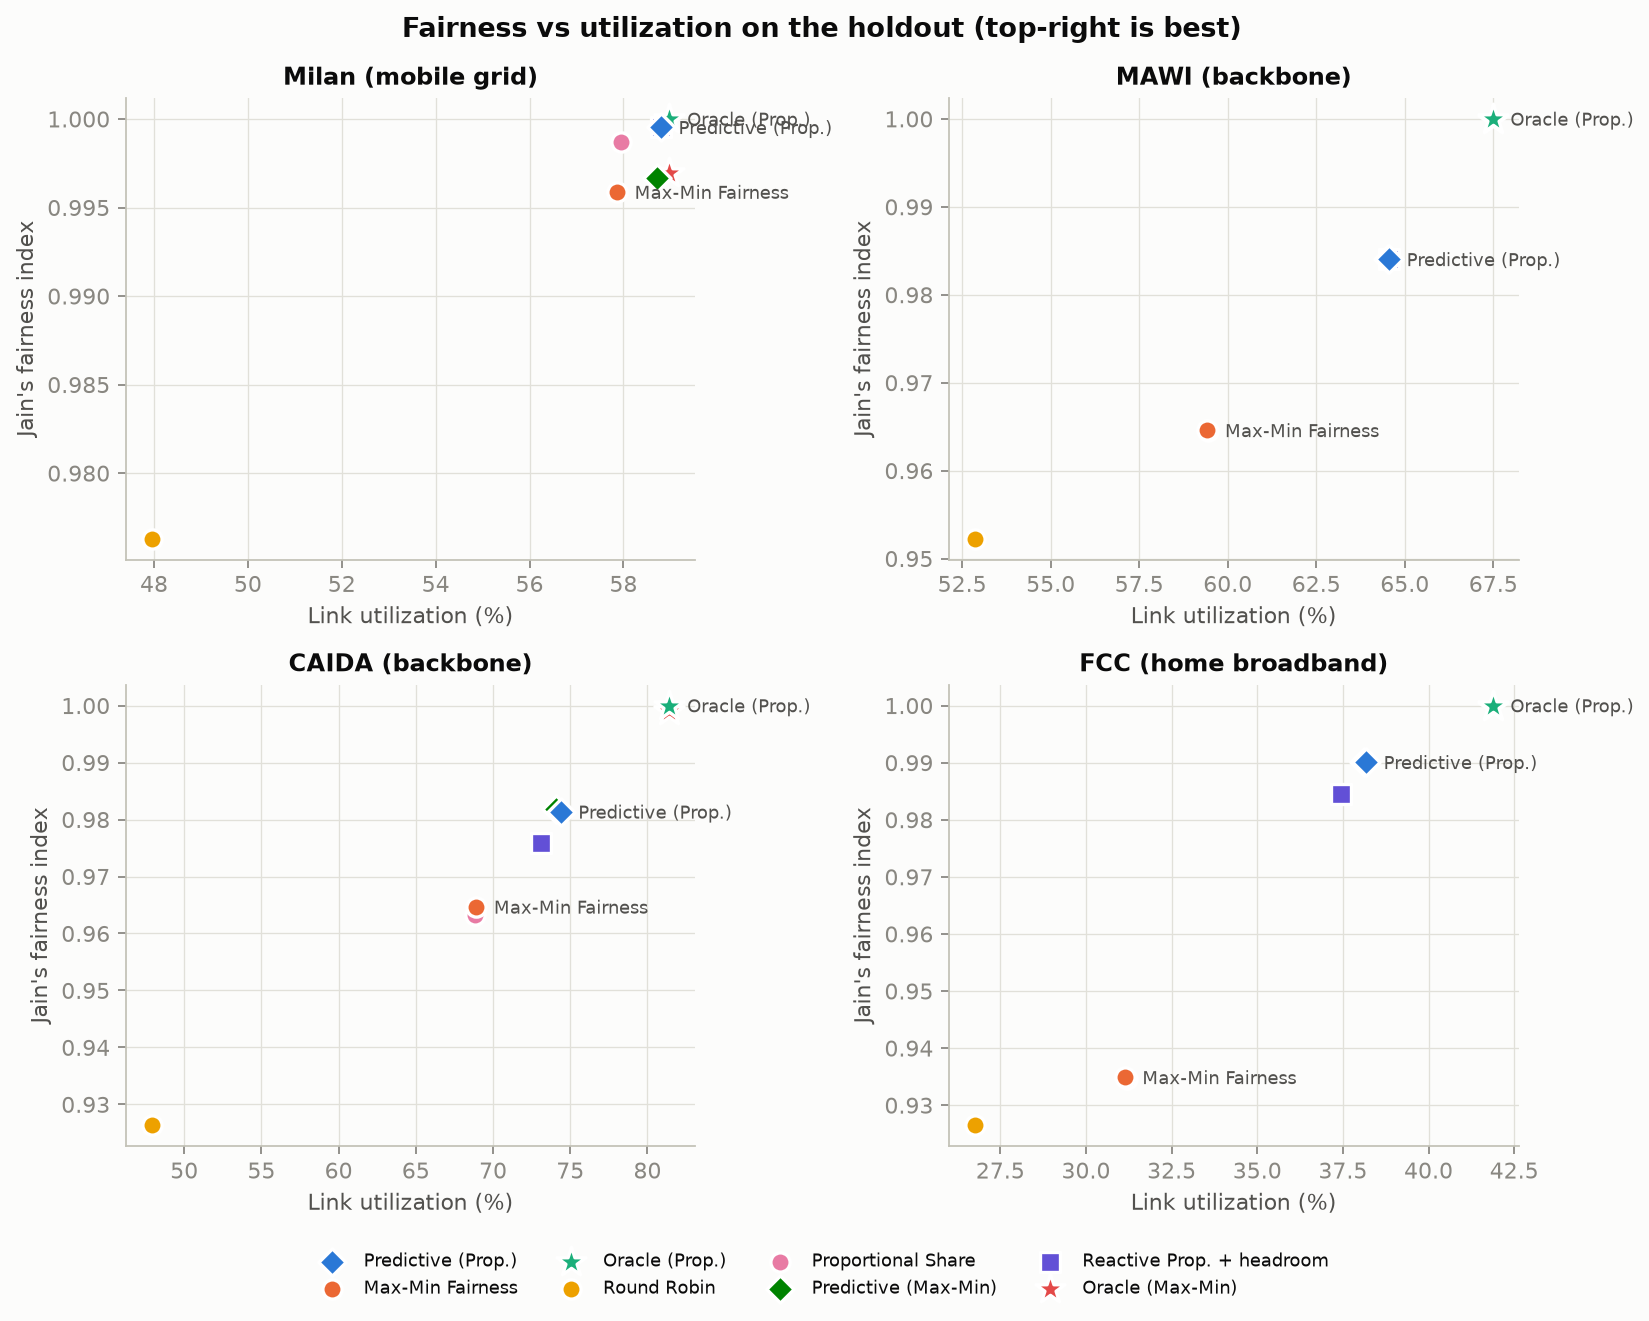 Fairness vs utilization on the holdout (top-right is best)
Milan (mobile grid)
Jain's fairness index
1.000
0.995
0.990
0.985
0.980
Oracle (Prop.)
Predictive (Prop.)
Max-Min Fairness
48 50 52 54 56 58
Link utilization (%)
MAWI (backbone)
Jain's fairness index
1.00
0.99
0.98
0.97
0.96
0.95
Oracle (Prop.)
Predictive (Prop.)
Max-Min Fairness
52.5 55.0 57.5 60.0 62.5 65.0 67.5
Link utilization (%)
CAIDA (backbone)
Jain's fairness index
1.00
0.99
0.98
0.97
0.96
0.95
0.94
0.93
Oracle (Prop.)
Predictive (Prop.)
Max-Min Fairness
50 55 60 65 70 75 80
Link utilization (%)
FCC (home broadband)
Jain's fairness index
1.00
0.99
0.98
0.97
0.96
0.95
0.94
0.93
Oracle (Prop.)
Predictive (Prop.)
Max-Min Fairness
27.5 30.0 32.5 35.0 37.5 40.0 42.5
Link utilization (%)
Predictive (Prop.) Oracle (Prop.) Proportional Share Reactive Prop. + headroom
Max-Min Fairness Round Robin Predictive (Max-Min) Oracle (Max-Min)